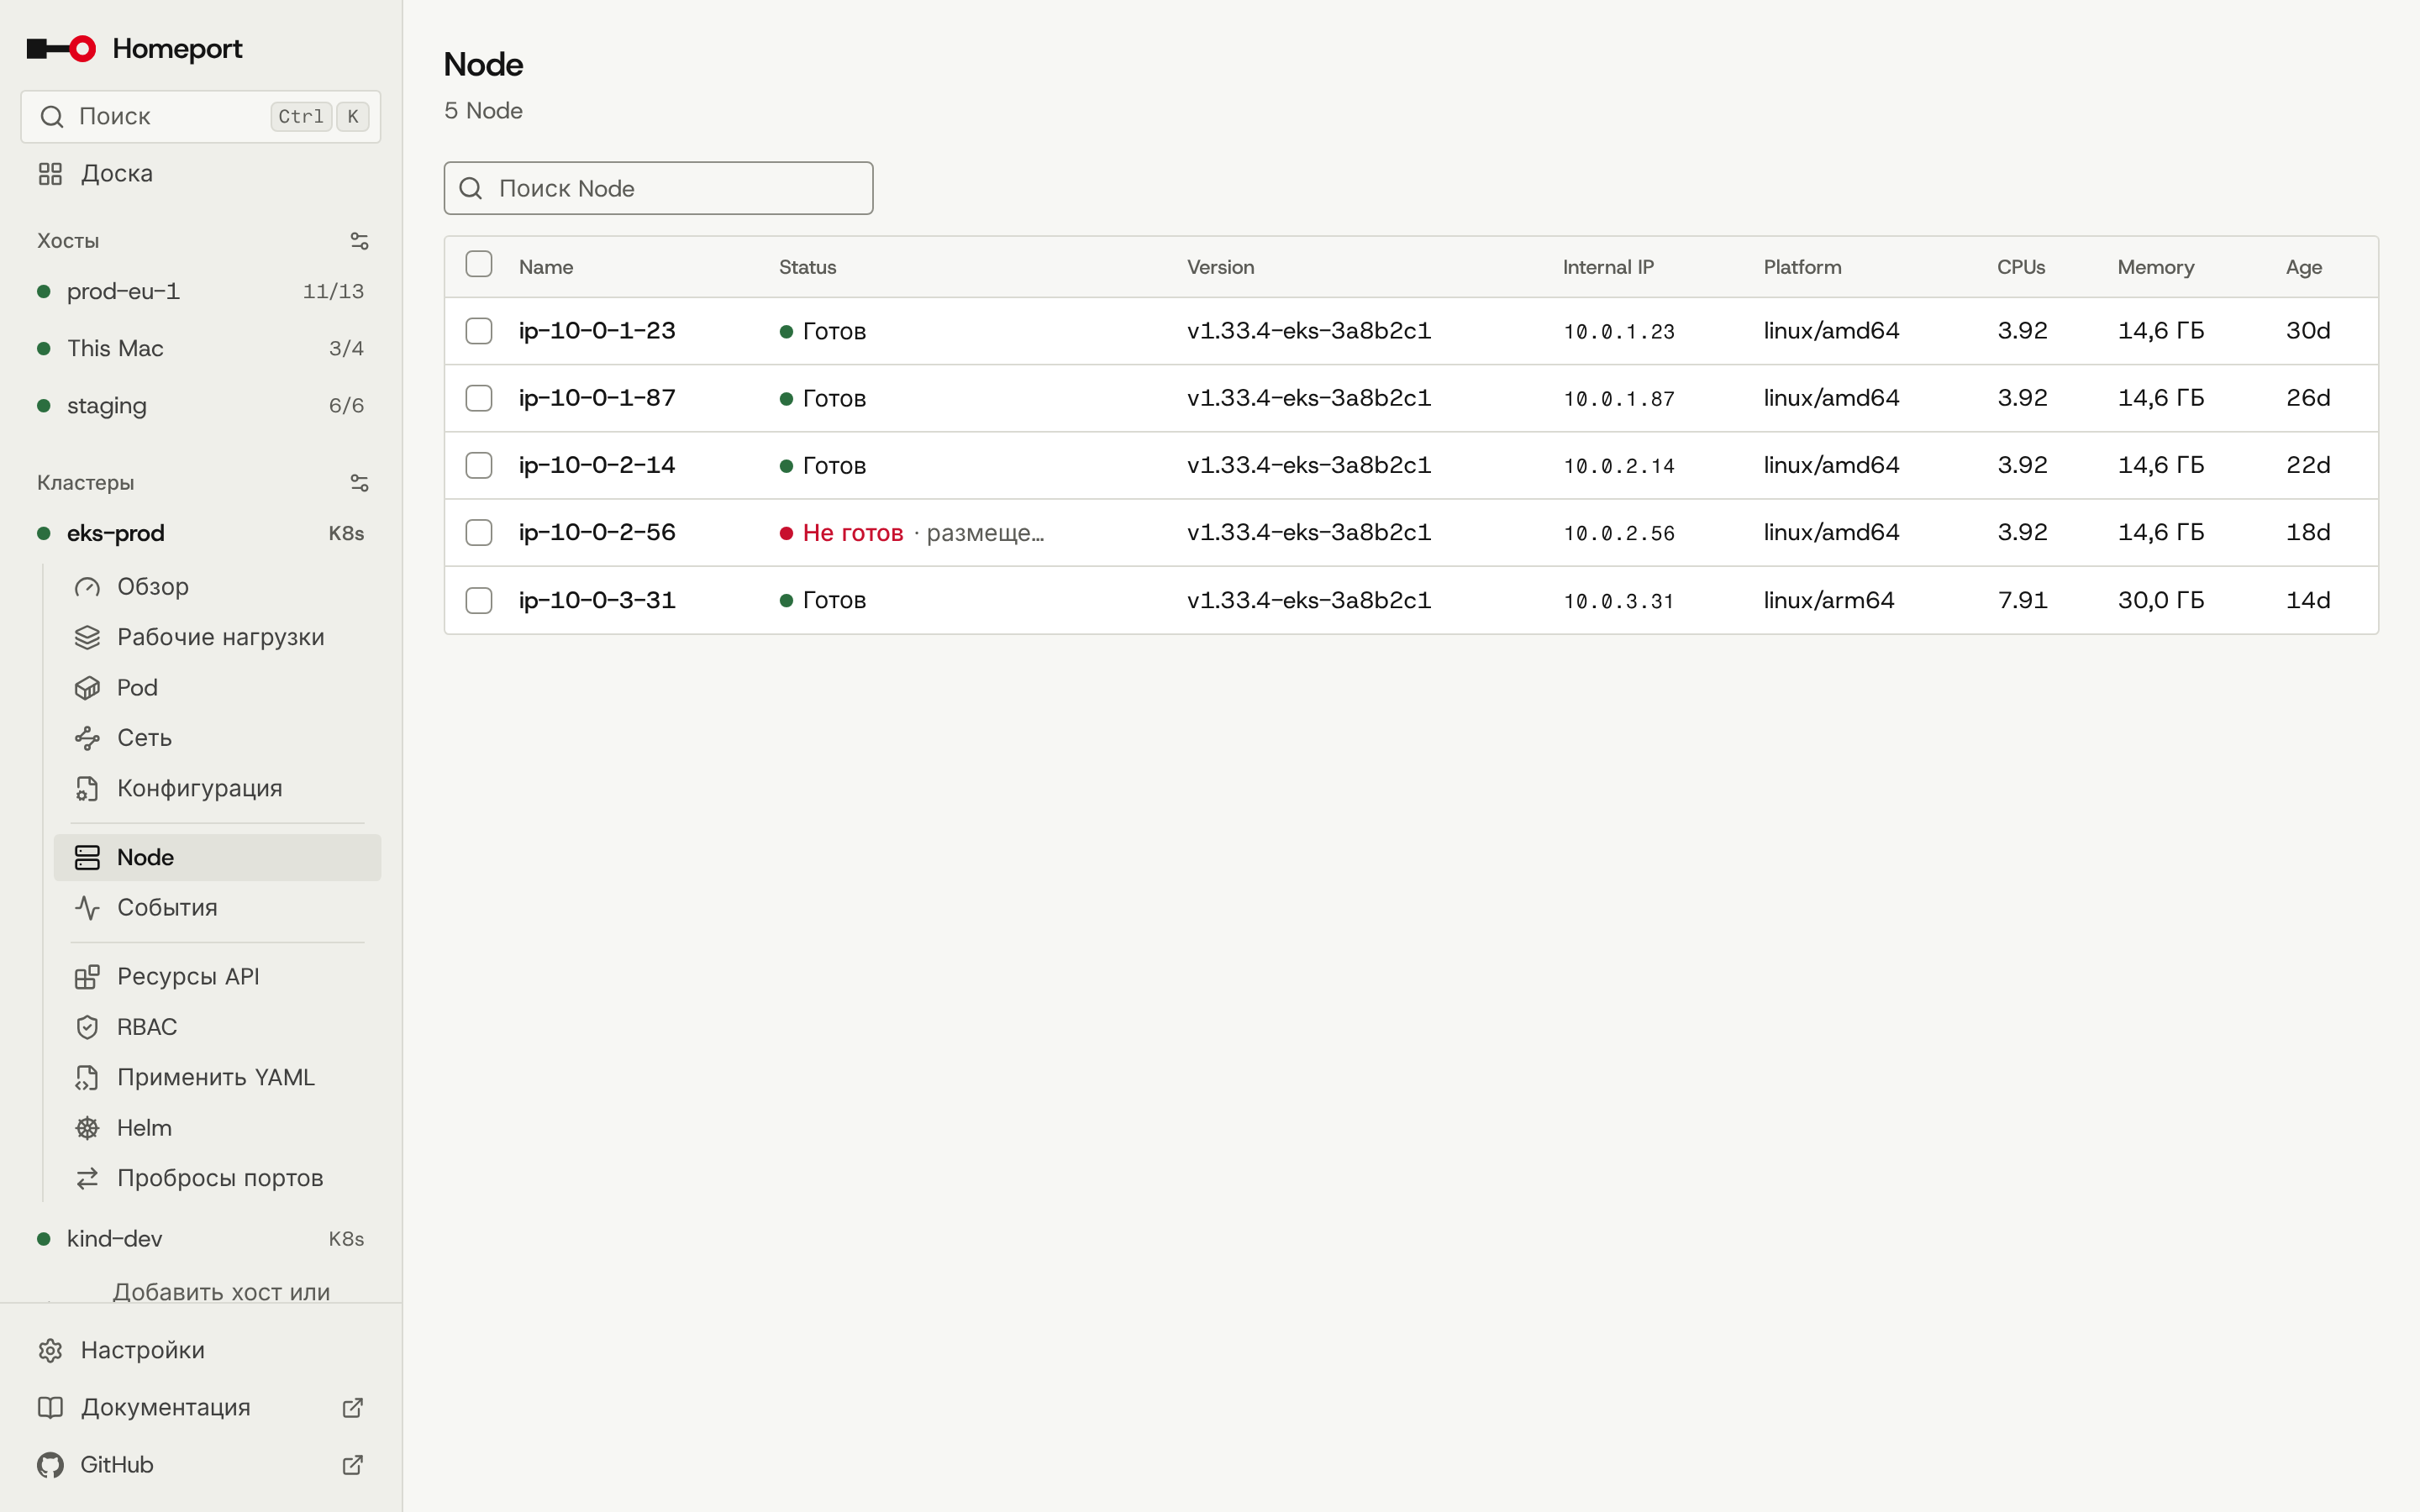 Homeport
Поиск Ctrl K
Доска
Хосты
prod-eu-1 11/13
This Mac 3/4
staging 6/6
Кластеры
eks-prod K8s
Обзор
Рабочие нагрузки
Pod
Сеть
Конфигурация
Node
События
Ресурсы API
RBAC
Применить YAML
Helm
Пробросы портов
kind-dev K8s
Добавить хост или
Настройки
Документация
GitHub
Node
5 Node
Поиск Node
Name Status Version Internal IP Platform CPUs Memory Age
ip-10-0-1-23 Готов v1.33.4-eks-3a8b2c1 10.0.1.23 linux/amd64 3.92 14,6 ГБ 30d
ip-10-0-1-87 Готов v1.33.4-eks-3a8b2c1 10.0.1.87 linux/amd64 3.92 14,6 ГБ 26d
ip-10-0-2-14 Готов v1.33.4-eks-3a8b2c1 10.0.2.14 linux/amd64 3.92 14,6 ГБ 22d
ip-10-0-2-56 Не готов · размеще… v1.33.4-eks-3a8b2c1 10.0.2.56 linux/amd64 3.92 14,6 ГБ 18d
ip-10-0-3-31 Готов v1.33.4-eks-3a8b2c1 10.0.3.31 linux/arm64 7.91 30,0 ГБ 14d